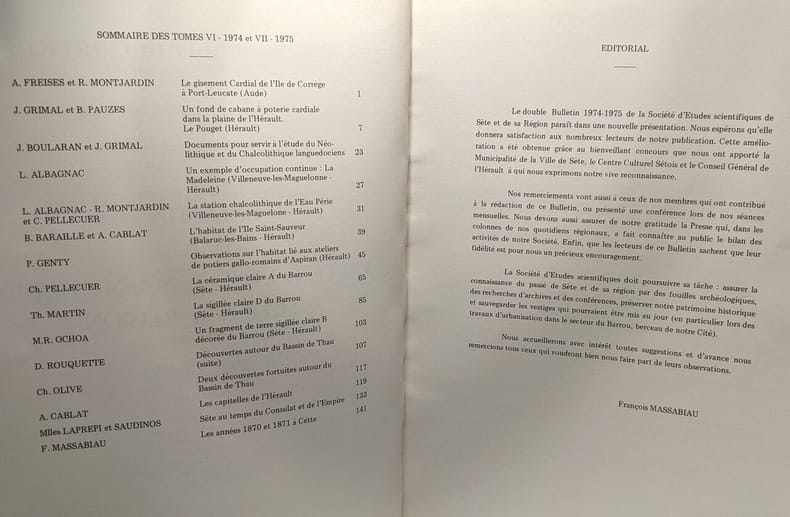 SOMMAIRE DES TOMES VI - 1974 et VII - 1975
A. FREISES et R. MONTJARDIN Le gisement Cardial de l'Ile de Corrège
à Port-Leucate (Aude) 1
J. GRIMAL et B. PAUZES Un fond de cabane à poterie cardiale
dans la plaine de l'Hérault.
Le Pouget (Hérault) 7
J. BOULARAN et J. GRIMAL Documents pour servir à l'étude du Néo-
lithique et du Chalcolithique languedociens 23
L. ALBAGNAC Un exemple d'occupation continue : La
Madeleine (Villeneuve-les-Maguelonne -
Hérault) 27
L. ALBAGNAC - R. MONTJARDIN La station chalcolithique de l'Eau Périe
et C. PELLECUER (Villeneuve-les-Maguelone - Hérault) 31
B. BARAILLE et A. CABLAT L'habitat de l'Ile Saint-Sauveur
(Balaruc-les-Bains - Hérault) 39
P. GENTY Observations sur l'habitat lié aux ateliers
de potiers gallo-romains d'Aspiran (Hérault) 45
Ch. PELLECUER La céramique claire A du Barrou
(Sète - Hérault) 65
Th. MARTIN La sigillée claire D du Barrou
(Sète - Hérault) 85
M.R. OCHOA Un fragment de terre sigillée claire B
décorée du Barrou (Sète - Hérault) 103
D. ROUQUETTE Découvertes autour du Bassin de Thau
(suite) 107
Ch. OLIVE Deux découvertes fortuites autour du
Bassin de Thau 117
A. CABLAT Les capitelles de l'Hérault 119
Mlles LAPREPI et SAUDINOS Sète au temps du Consulat et de l'Empire 133
F. MASSABIAU Les années 1870 et 1871 à Cette 141
EDITORIAL
Le double Bulletin 1974-1975 de la Société d'Etudes scientifiques de
Sète et de sa Région paraît dans une nouvelle présentation. Nous espérons qu'elle
donnera satisfaction aux nombreux lecteurs de notre publication. Cette amélio-
ration a été obtenue grâce au bienveillant concours que nous ont apporté la
Municipalité de la Ville de Sète, le Centre Culturel Sétois et le Conseil Général de
l'Hérault à qui nous exprimons notre vive reconnaissance.
Nos remerciements vont aussi à ceux de nos membres qui ont contribué
à la rédaction de ce Bulletin, ou présenté une conférence lors de nos séances
mensuelles. Nous devons aussi assurer de notre gratitude la Presse qui, dans les
colonnes de nos quotidiens régionaux, a fait connaître au public le bilan des
activités de notre Société. Enfin, que les lecteurs de ce Bulletin sachent que leur
fidélité est pour nous un précieux encouragement.
La Société d'Etudes scientifiques doit poursuivre sa tâche : assurer la
connaissance du passé de Sète et de sa région par des fouilles archéologiques,
des recherches d'archives et des conférences, préserver notre patrimoine historique
et sauvegarder les vestiges qui pourraient être mis au jour (en particulier lors des
travaux d'urbanisation dans le secteur du Barrou, berceau de notre Cité).
Nous accueillerons avec intérêt toutes suggestions et d'avance nous
remercions tous ceux qui voudront bien nous faire part de leurs observations.
François MASSABIAU